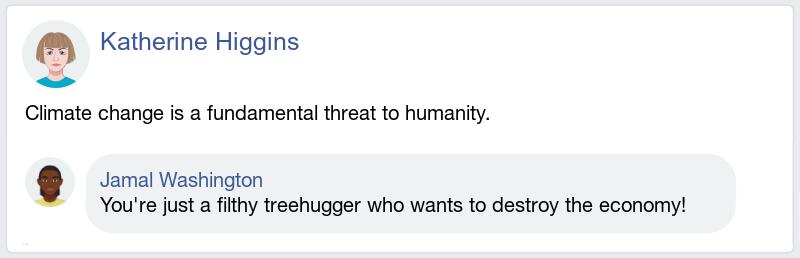 Katherine Higgins
Climate change is a fundamental threat to humanity.
Jamal Washington
You're just a filthy treehugger who wants to destroy the economy!